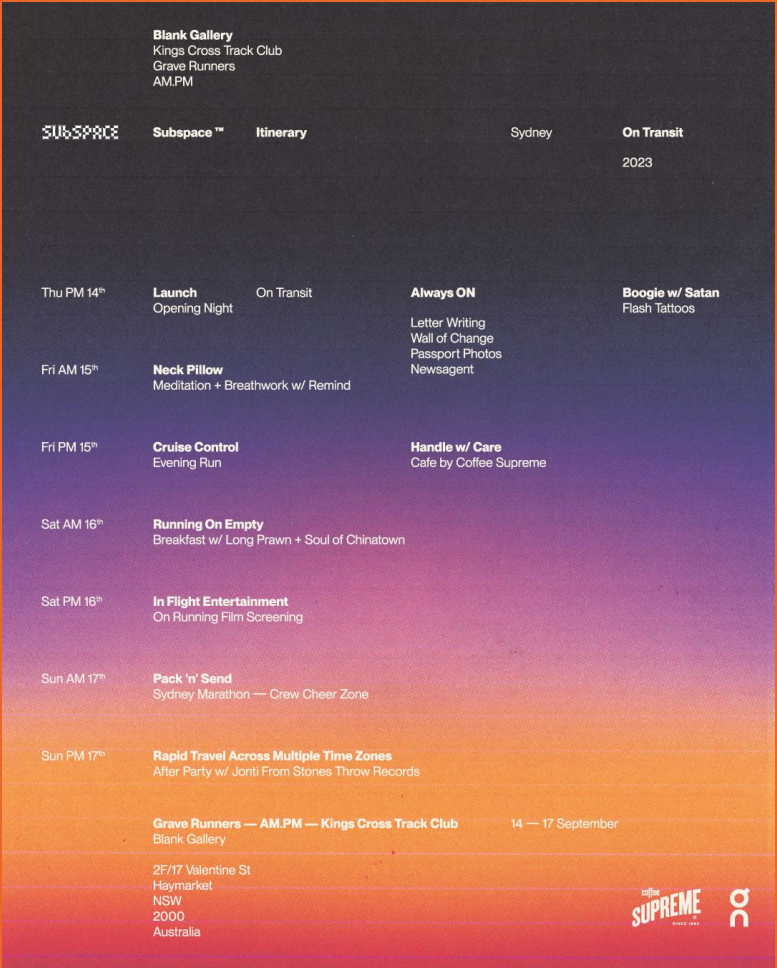 Blank Gallery
Kings Cross Track Club
Grave Runners
AM.PM
SUbSPACE Subspace ™ Itinerary Sydney On Transit
2023
Thu PM 14th Launch On Transit Always ON Boogie w/ Satan
Opening Night Flash Tattoos
Letter Writing
Wall of Change
Passport Photos
Newsagent
Fri AM 15th Neck Pillow
Meditation + Breathwork w/ Remind
Fri PM 15th Cruise Control Handle w/ Care
Evening Run Cafe by Coffee Supreme
Sat AM 16th Running On Empty
Breakfast w/ Long Prawn + Soul of Chinatown
Sat PM 16th In Flight Entertainment
On Running Film Screening
Sun AM 17th Pack 'n' Send
Sydney Marathon — Crew Cheer Zone
Sun PM 17th Rapid Travel Across Multiple Time Zones
After Party w/ Jonti From Stones Throw Records
Grave Runners — AM.PM — Kings Cross Track Club 14 — 17 September
Blank Gallery
2F/17 Valentine St
Haymarket
NSW
2000
Australia
coffee
SUPREME
SINCE 1993
On